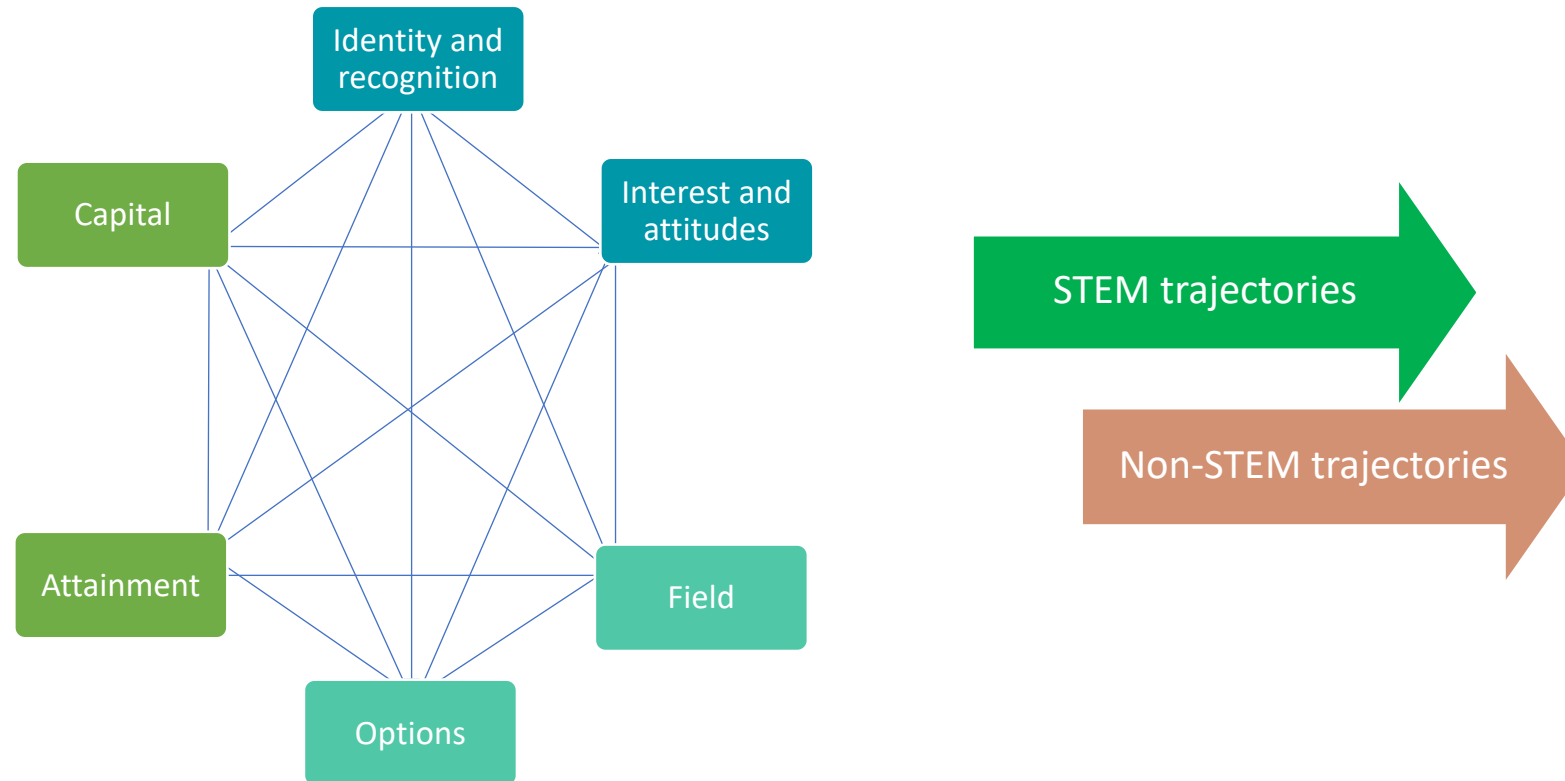 Identity and
recognition
Capital
Interest and
attitudes
STEM trajectories
Non-STEM trajectories
Attainment
Field
Options